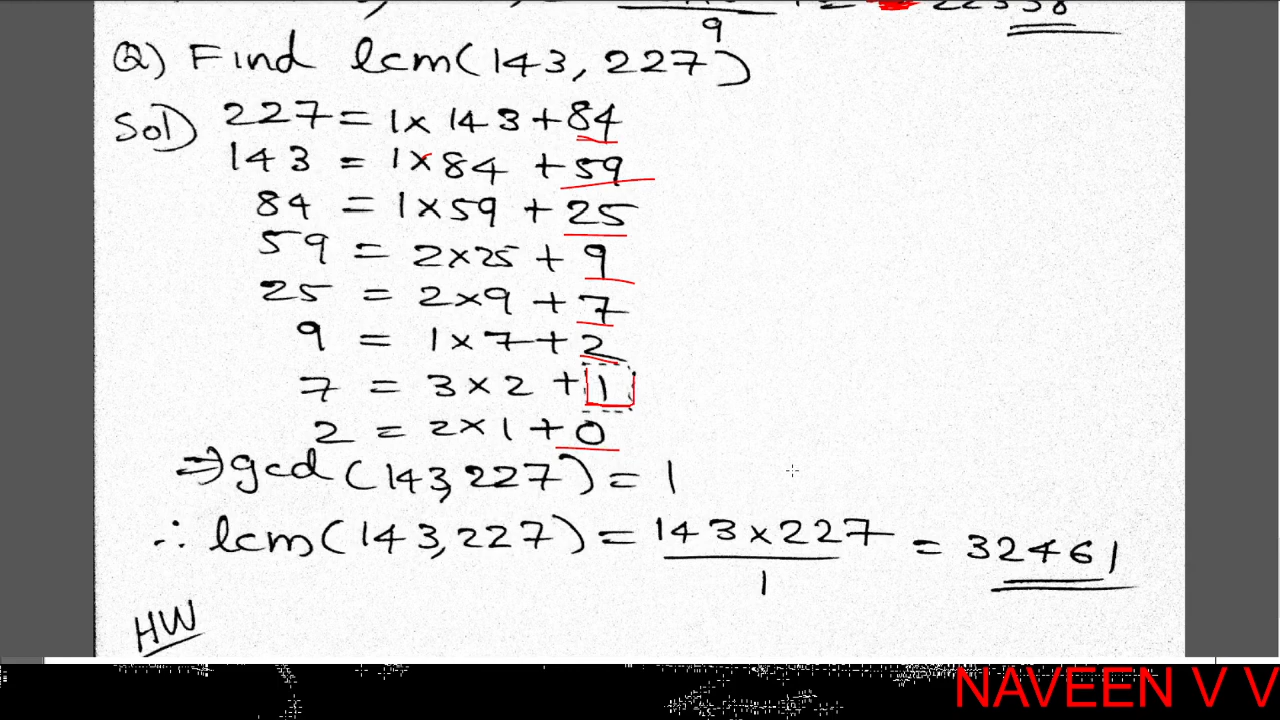 9
22338
Q) Find lcm(143, 227)
Sol) 227 = 1 × 143 + 84
143 = 1 × 84 + 59
84 = 1 × 59 + 25
59 = 2 × 25 + 9
25 = 2 × 9 + 7
9 = 1 × 7 + 2
7 = 3 × 2 + 1
2 = 2 × 1 + 0
⇒ gcd (143, 227) = 1
∴ lcm(143, 227) = 143 × 227 / 1 = 32461
HW
NAVEEN V V